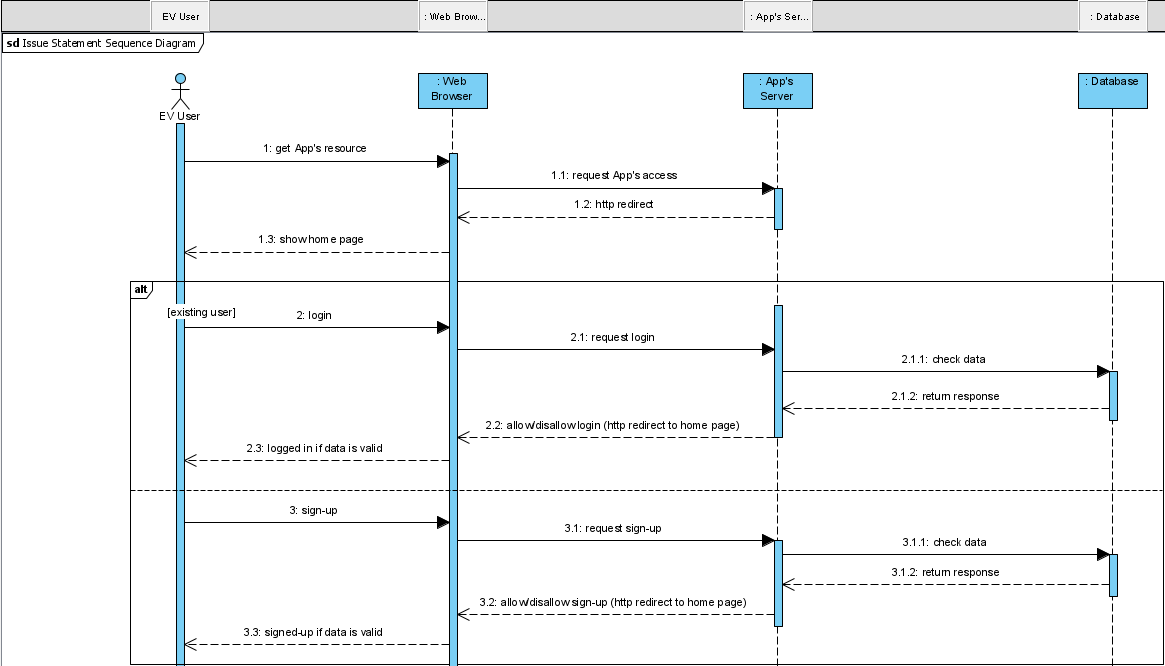 EV User
: Web Brow...
: App's Ser...
: Database
sd Issue Statement Sequence Diagram
: Web
Browser
: App's
Server
: Database
EV User
1: get App's resource
1.1: request App's access
1.2: http redirect
1.3: show home page
alt
[existing user]
2: login
2.1: request login
2.1.1: check data
2.1.2: return response
2.2: allow/disallow login (http redirect to home page)
2.3: logged in if data is valid
3: sign-up
3.1: request sign-up
3.1.1: check data
3.1.2: return response
3.2: allow/disallow sign-up (http redirect to home page)
3.3: signed-up if data is valid